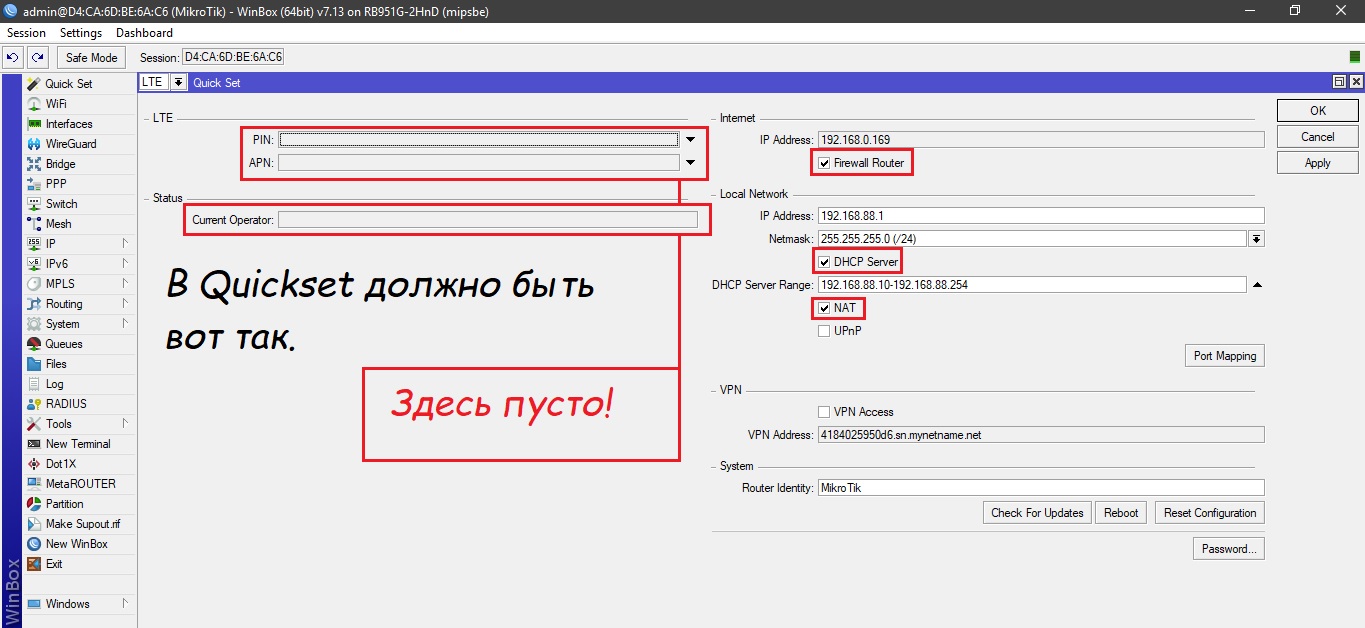 admin@D4:CA:6D:BE:6A:C6 (MikroTik) - WinBox (64bit) v7.13 on RB951G-2HnD (mipsbe)
Session Settings Dashboard
Safe Mode Session: D4:CA:6D:BE:6A:C6
LTE Quick Set
Quick Set
WiFi
Interfaces
WireGuard
Bridge
PPP
Switch
Mesh
IP
IPv6
MPLS
Routing
System
Queues
Files
Log
RADIUS
Tools
New Terminal
Dot1X
MetaROUTER
Partition
Make Supout.rif
New WinBox
Exit
Windows
WinBox
LTE
PIN:
APN:
Status
Current Operator:
В Quickset должно быть
вот так.
Здесь пусто!
Internet
IP Address: 192.168.0.169
Firewall Router
Local Network
IP Address: 192.168.88.1
Netmask: 255.255.255.0 (/24)
DHCP Server
DHCP Server Range: 192.168.88.10-192.168.88.254
NAT
UPnP
Port Mapping
VPN
VPN Access
VPN Address: 4184025950d6.sn.mynetname.net
System
Router Identity: MikroTik
Check For Updates Reboot Reset Configuration
Password...
OK
Cancel
Apply